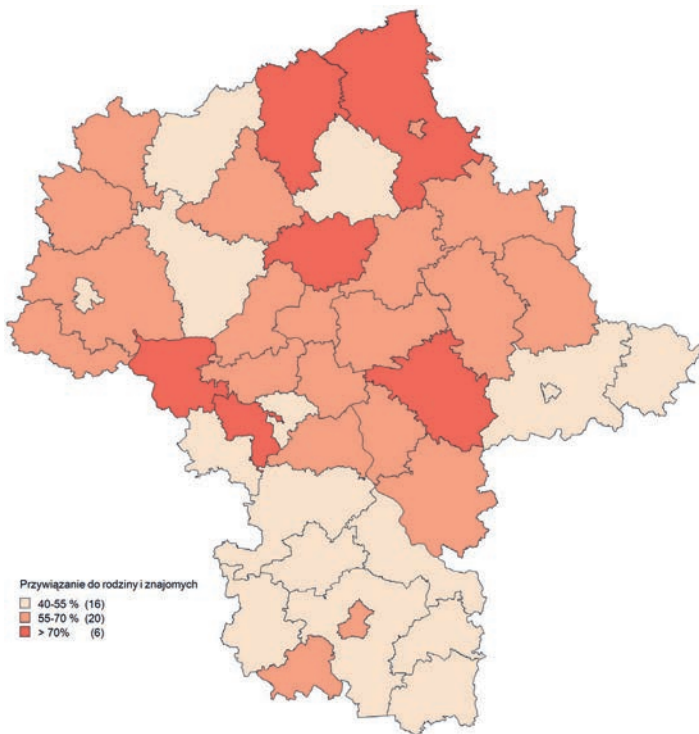 Przywiązanie do rodziny i znajomych
40-55 % (16)
55-70 % (20)
> 70% (6)